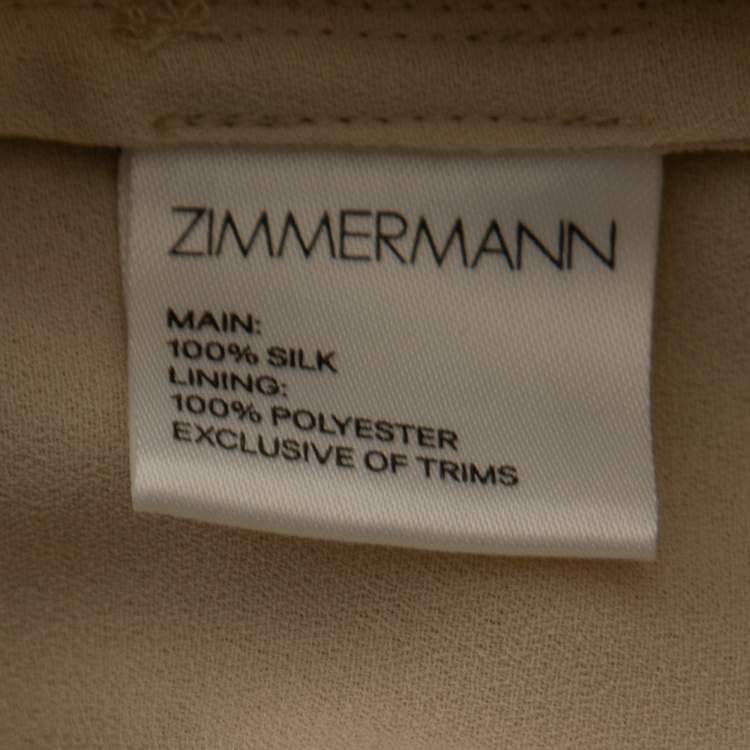 ZIMMERMANN
MAIN:
100% SILK
LINING:
100% POLYESTER
EXCLUSIVE OF TRIMS